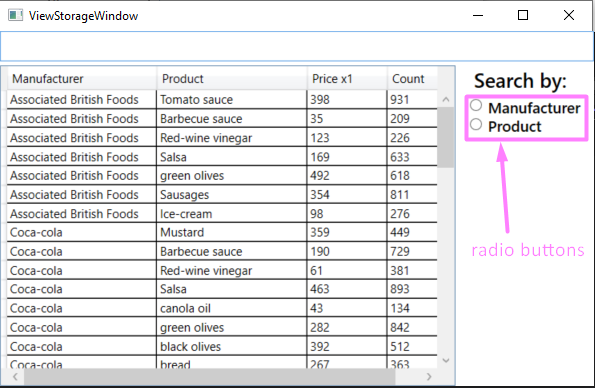 ViewStorageWindow
Manufacturer Product Price x1 Count
Associated British Foods Tomato sauce 398 931
Associated British Foods Barbecue sauce 35 209
Associated British Foods Red-wine vinegar 123 226
Associated British Foods Salsa 169 633
Associated British Foods green olives 492 618
Associated British Foods Sausages 354 811
Associated British Foods Ice-cream 98 276
Coca-cola Mustard 359 449
Coca-cola Barbecue sauce 190 729
Coca-cola Red-wine vinegar 61 381
Coca-cola Salsa 463 893
Coca-cola canola oil 43 134
Coca-cola green olives 282 842
Coca-cola black olives 392 512
Coca-cola bread 267 363
Search by:
Manufacturer
Product
radio buttons